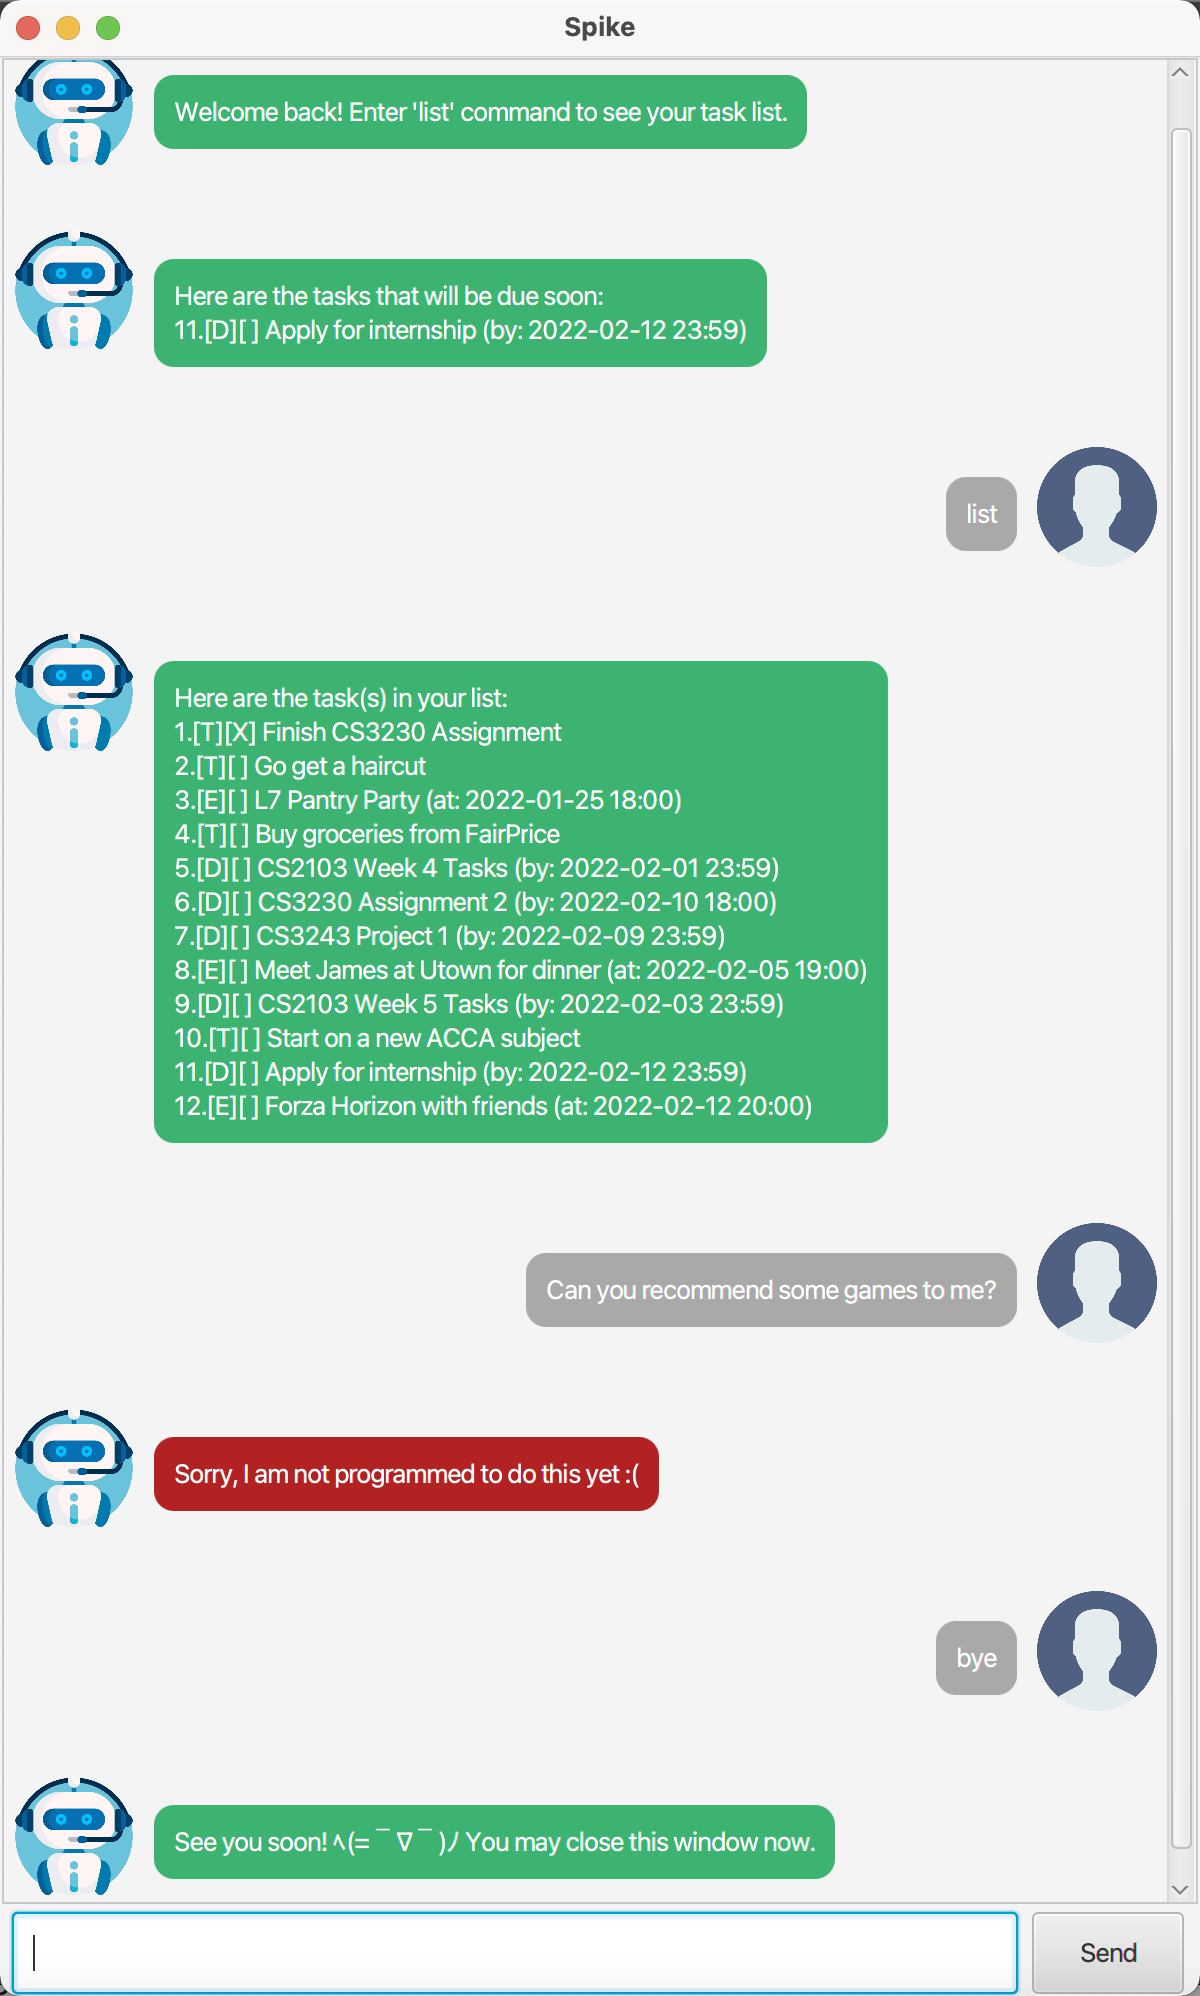 Spike
Welcome back! Enter 'list' command to see your task list.
Here are the tasks that will be due soon:
11.[D][ ] Apply for internship (by: 2022-02-12 23:59)
list
Here are the task(s) in your list:
1.[T][X] Finish CS3230 Assignment
2.[T][ ] Go get a haircut
3.[E][ ] L7 Pantry Party (at: 2022-01-25 18:00)
4.[T][ ] Buy groceries from FairPrice
5.[D][ ] CS2103 Week 4 Tasks (by: 2022-02-01 23:59)
6.[D][ ] CS3230 Assignment 2 (by: 2022-02-10 18:00)
7.[D][ ] CS3243 Project 1 (by: 2022-02-09 23:59)
8.[E][ ] Meet James at Utown for dinner (at: 2022-02-05 19:00)
9.[D][ ] CS2103 Week 5 Tasks (by: 2022-02-03 23:59)
10.[T][ ] Start on a new ACCA subject
11.[D][ ] Apply for internship (by: 2022-02-12 23:59)
12.[E][ ] Forza Horizon with friends (at: 2022-02-12 20:00)
Can you recommend some games to me?
Sorry, I am not programmed to do this yet :(
bye
See you soon! ^(=￣∇￣)ﾉ You may close this window now.
Send